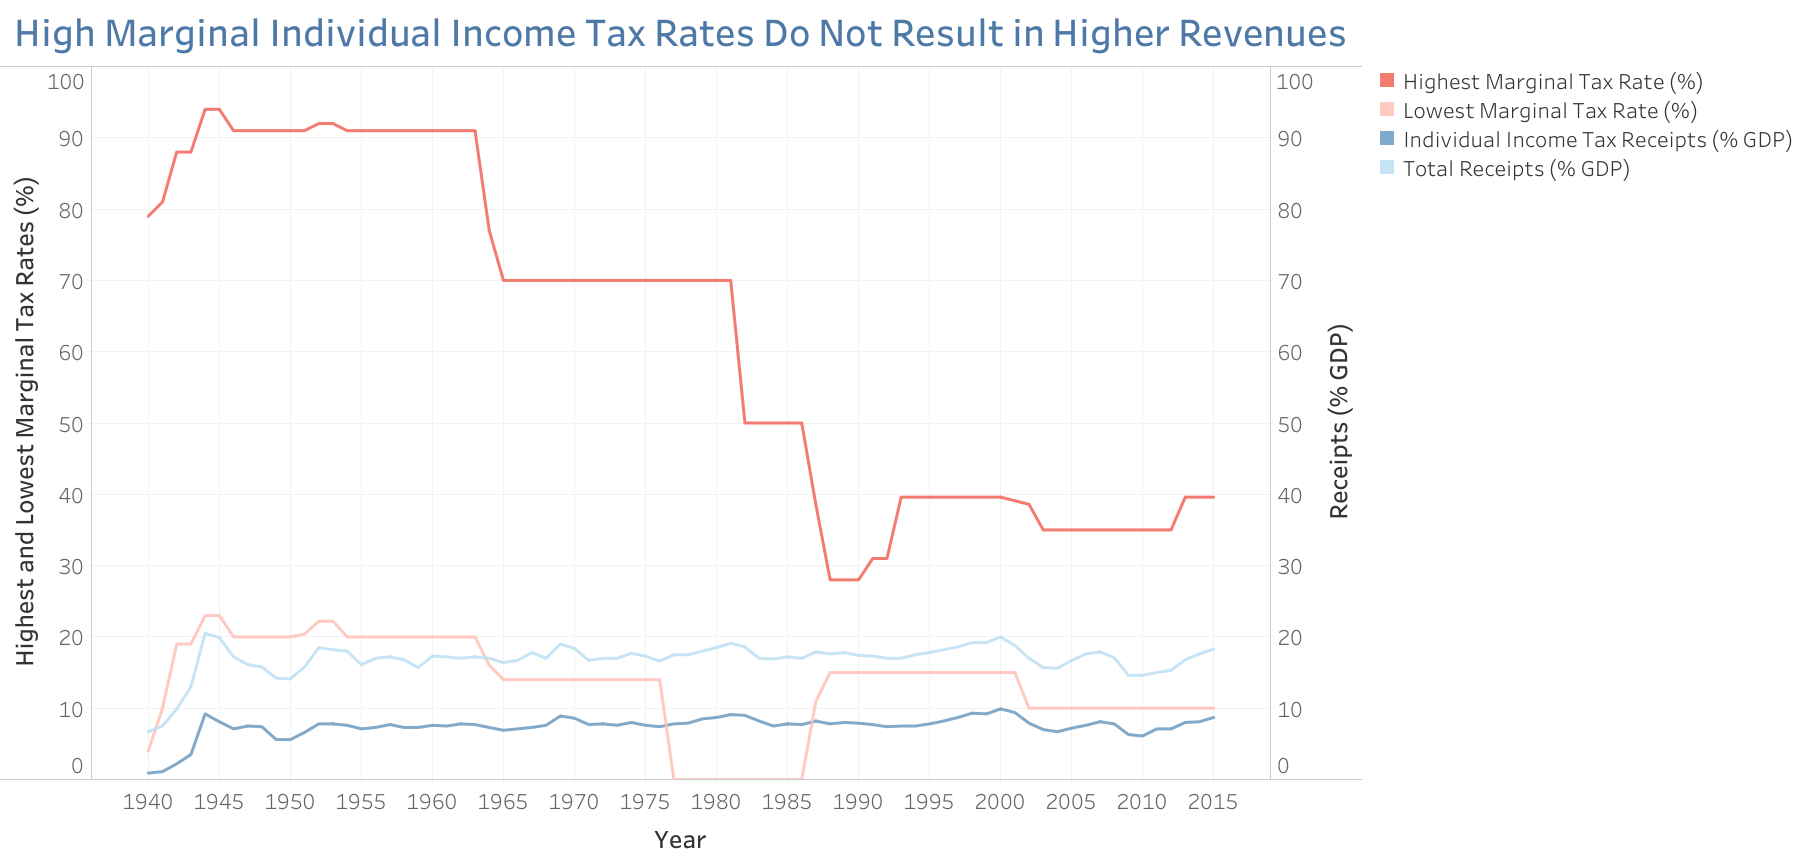 High Marginal Individual Income Tax Rates Do Not Result in Higher Revenues
Highest and Lowest Marginal Tax Rates (%)
100
90
80
70
60
50
40
30
20
10
0
100
90
80
70
60
50
40
30
20
10
0
Receipts (% GDP)
1940 1945 1950 1955 1960 1965 1970 1975 1980 1985 1990 1995 2000 2005 2010 2015
Year
Highest Marginal Tax Rate (%)
Lowest Marginal Tax Rate (%)
Individual Income Tax Receipts (% GDP)
Total Receipts (% GDP)